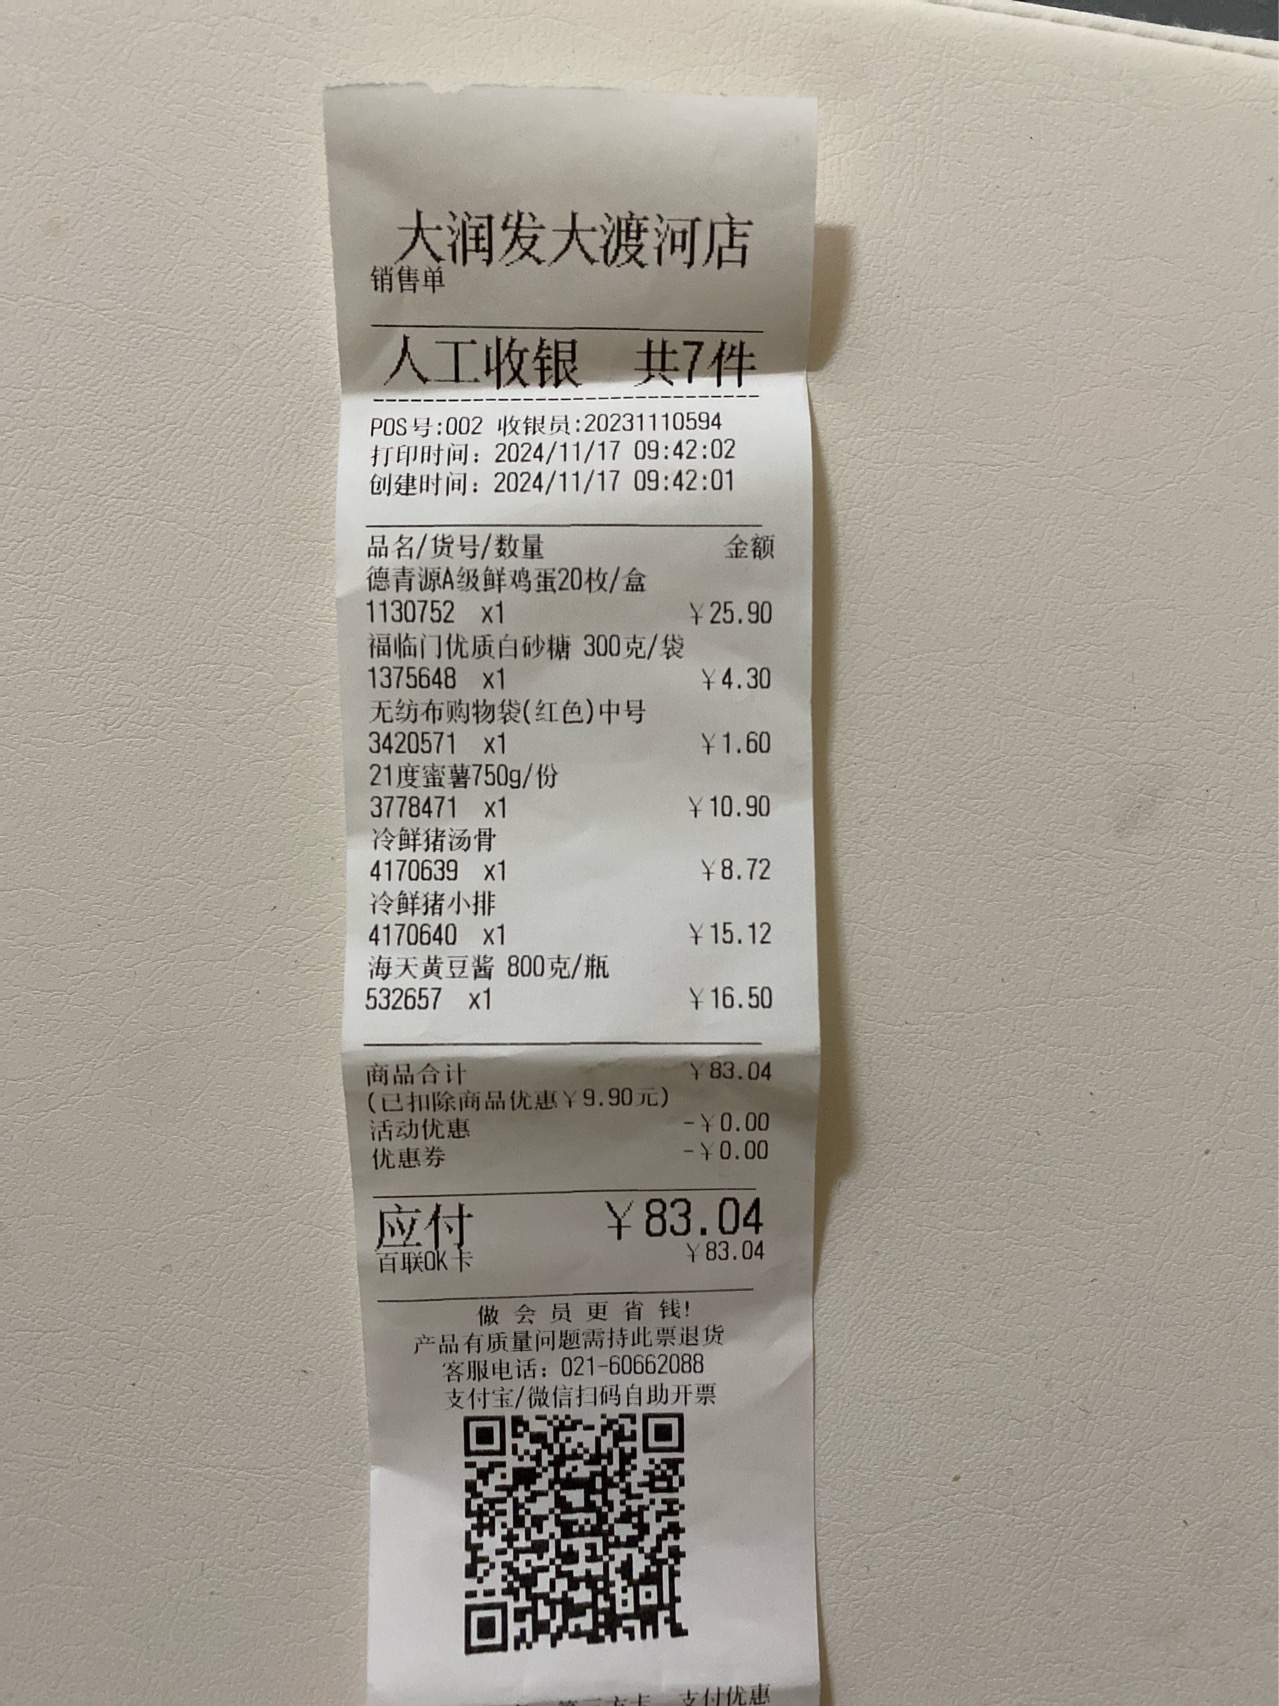 大润发大渡河店
销售单
人工收银 共7件
POS号:002 收银员:20231110594
打印时间: 2024/11/17 09:42:02
创建时间: 2024/11/17 09:42:01
品名/货号/数量 金额
德青源A级鲜鸡蛋20枚/盒
1130752 x1 ¥25.90
福临门优质白砂糖 300克/袋
1375648 x1 ¥4.30
无纺布购物袋(红色)中号
3420571 x1 ¥1.60
21度蜜薯750g/份
3778471 x1 ¥10.90
冷鲜猪汤骨
4170639 x1 ¥8.72
冷鲜猪小排
4170640 x1 ¥15.12
海天黄豆酱 800克/瓶
532657 x1 ¥16.50
商品合计 ¥83.04
(已扣除商品优惠¥9.90元)
活动优惠 -¥0.00
优惠券 -¥0.00
应付 ¥83.04
百联OK卡 ¥83.04
做会员更省钱!
产品有质量问题需持此票退货
客服电话: 021-60662088
支付宝/微信扫码自助开票
支付优惠